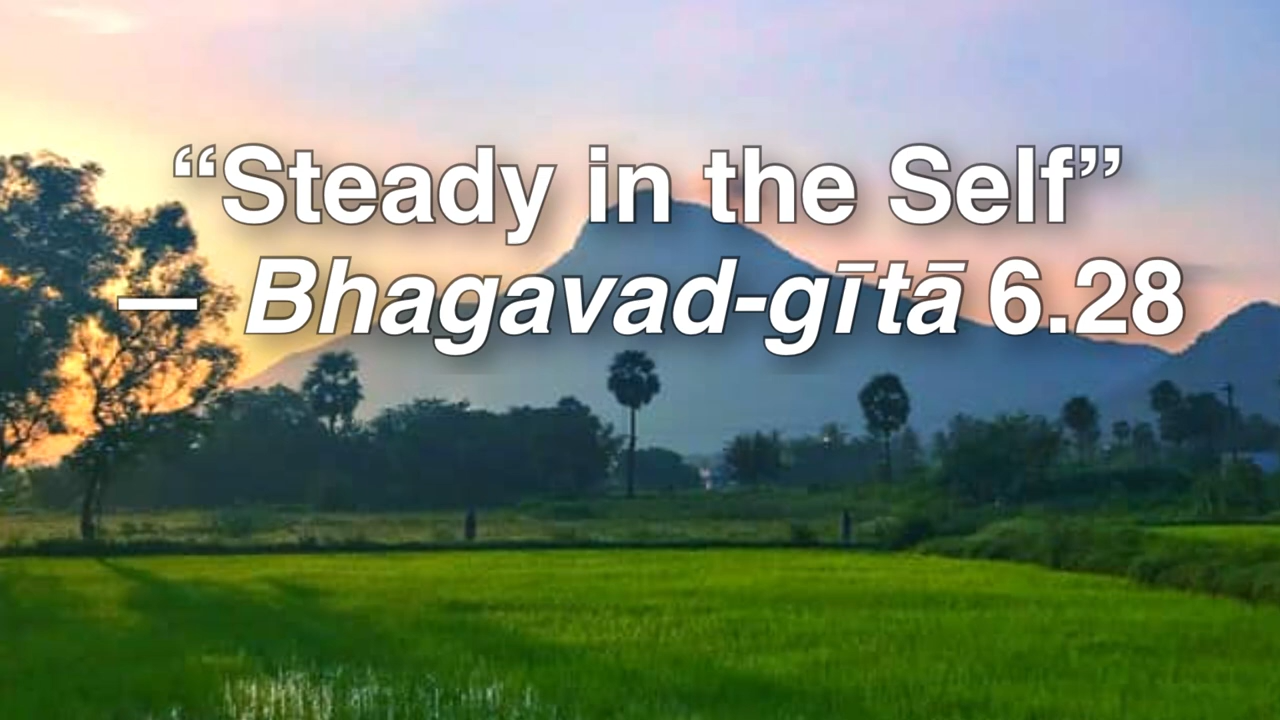 “Steady in the Self”
— Bhagavad-gītā 6.28